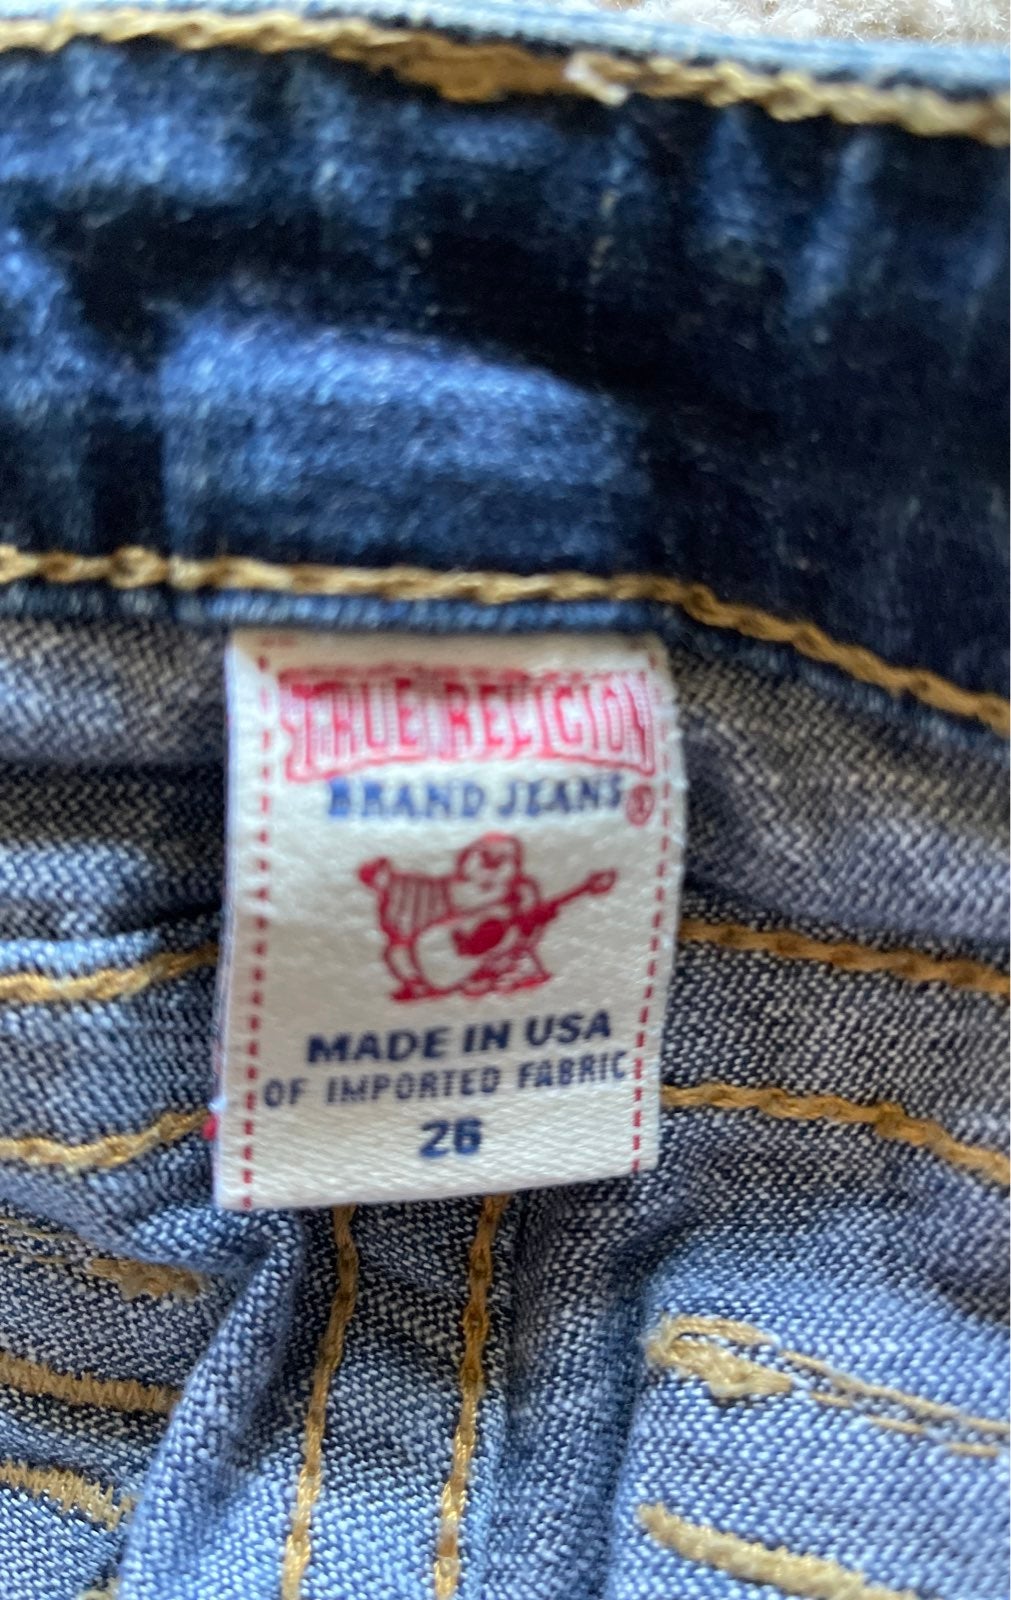 TRUE RELIGION
BRAND JEANS®
MADE IN USA
OF IMPORTED FABRIC
26